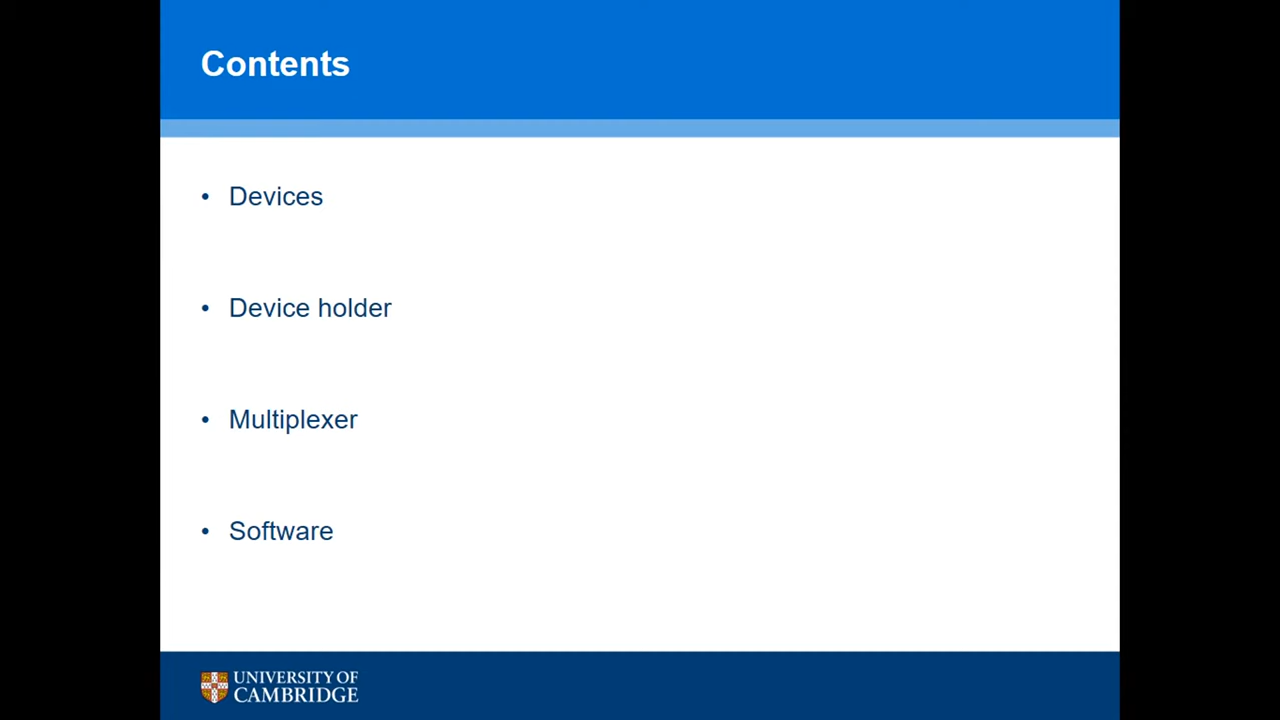 Contents
• Devices
• Device holder
• Multiplexer
• Software
UNIVERSITY OF
CAMBRIDGE